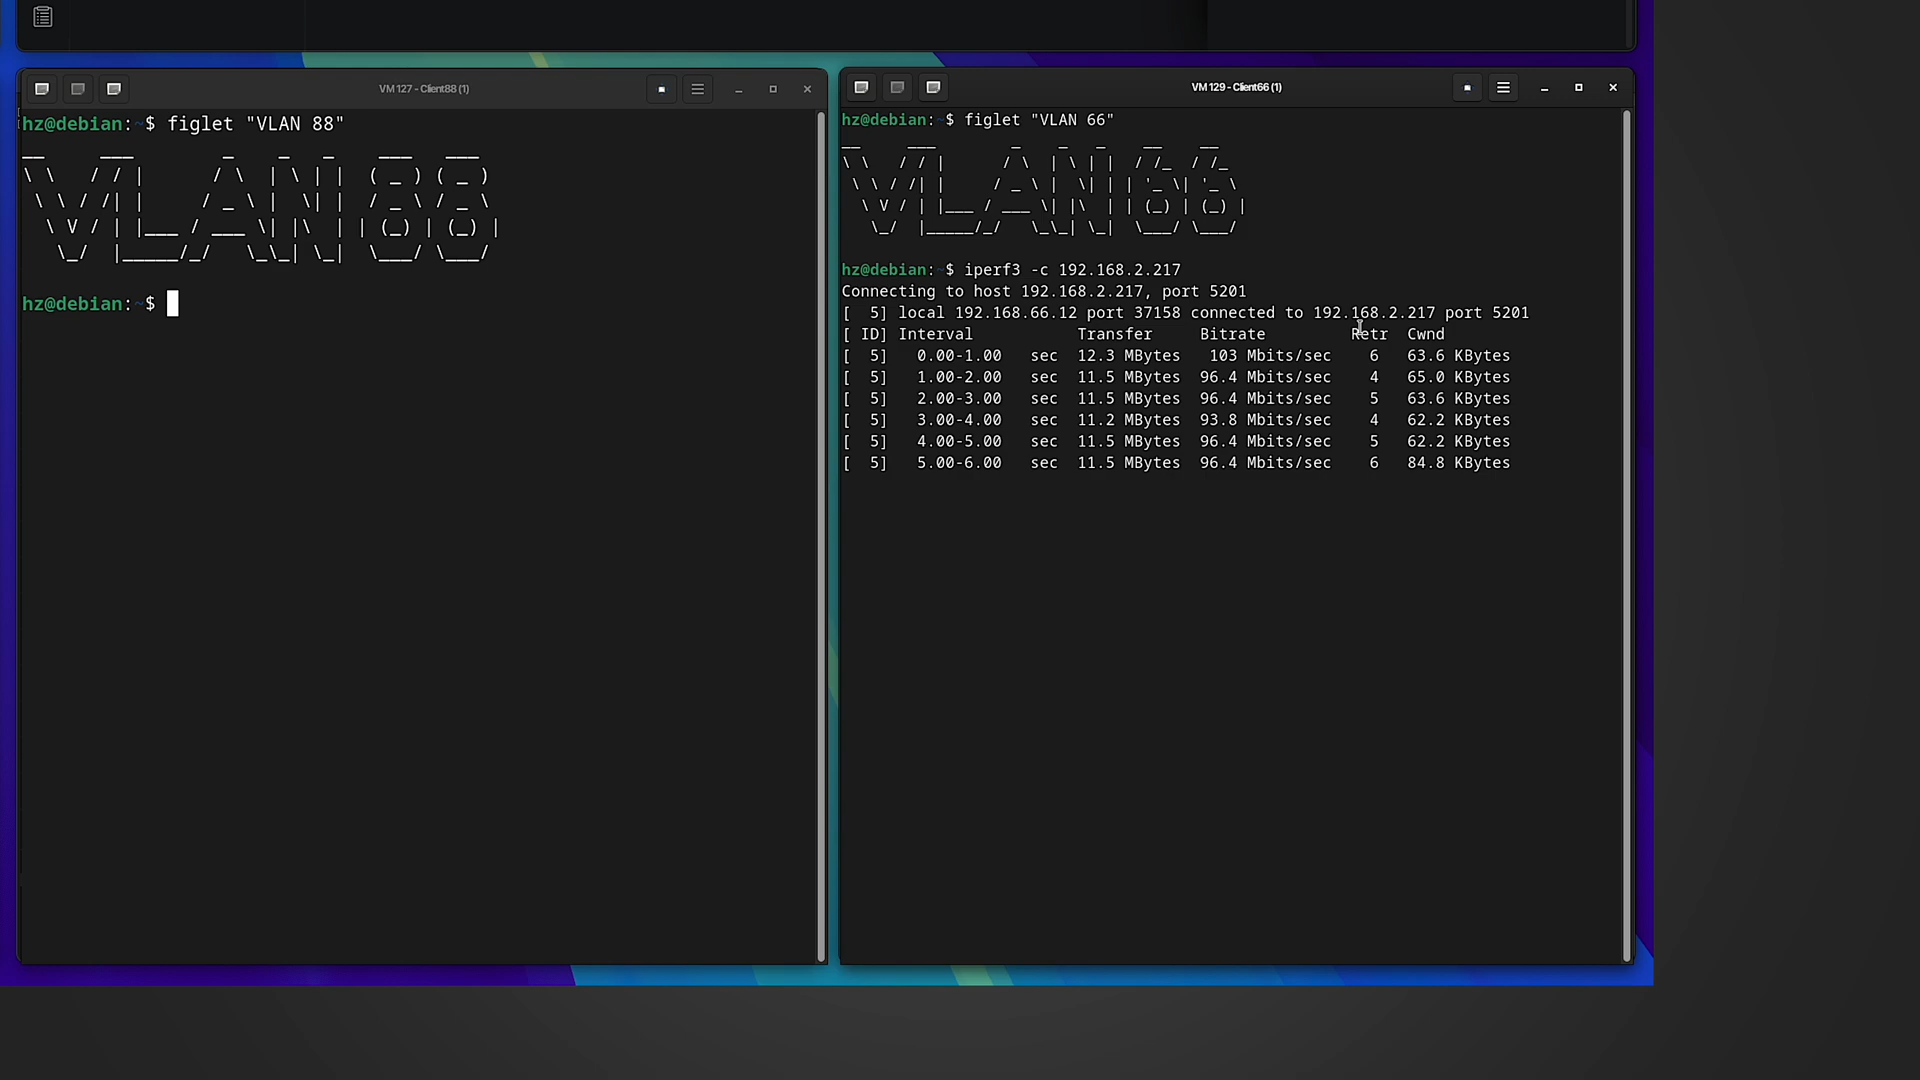 VM 127 - Client88 (1)
hz@debian:~$ figlet "VLAN 88"
VLAN 88
hz@debian:~$
VM 129 - Client66 (1)
hz@debian:~$ figlet "VLAN 66"
VLAN 66
hz@debian:~$ iperf3 -c 192.168.2.217
Connecting to host 192.168.2.217, port 5201
[  5] local 192.168.66.12 port 37158 connected to 192.168.2.217 port 5201
[ ID] Interval           Transfer     Bitrate         Retr  Cwnd
[  5]   0.00-1.00   sec  12.3 MBytes   103 Mbits/sec    6   63.6 KBytes
[  5]   1.00-2.00   sec  11.5 MBytes  96.4 Mbits/sec    4   65.0 KBytes
[  5]   2.00-3.00   sec  11.5 MBytes  96.4 Mbits/sec    5   63.6 KBytes
[  5]   3.00-4.00   sec  11.2 MBytes  93.8 Mbits/sec    4   62.2 KBytes
[  5]   4.00-5.00   sec  11.5 MBytes  96.4 Mbits/sec    5   62.2 KBytes
[  5]   5.00-6.00   sec  11.5 MBytes  96.4 Mbits/sec    6   84.8 KBytes